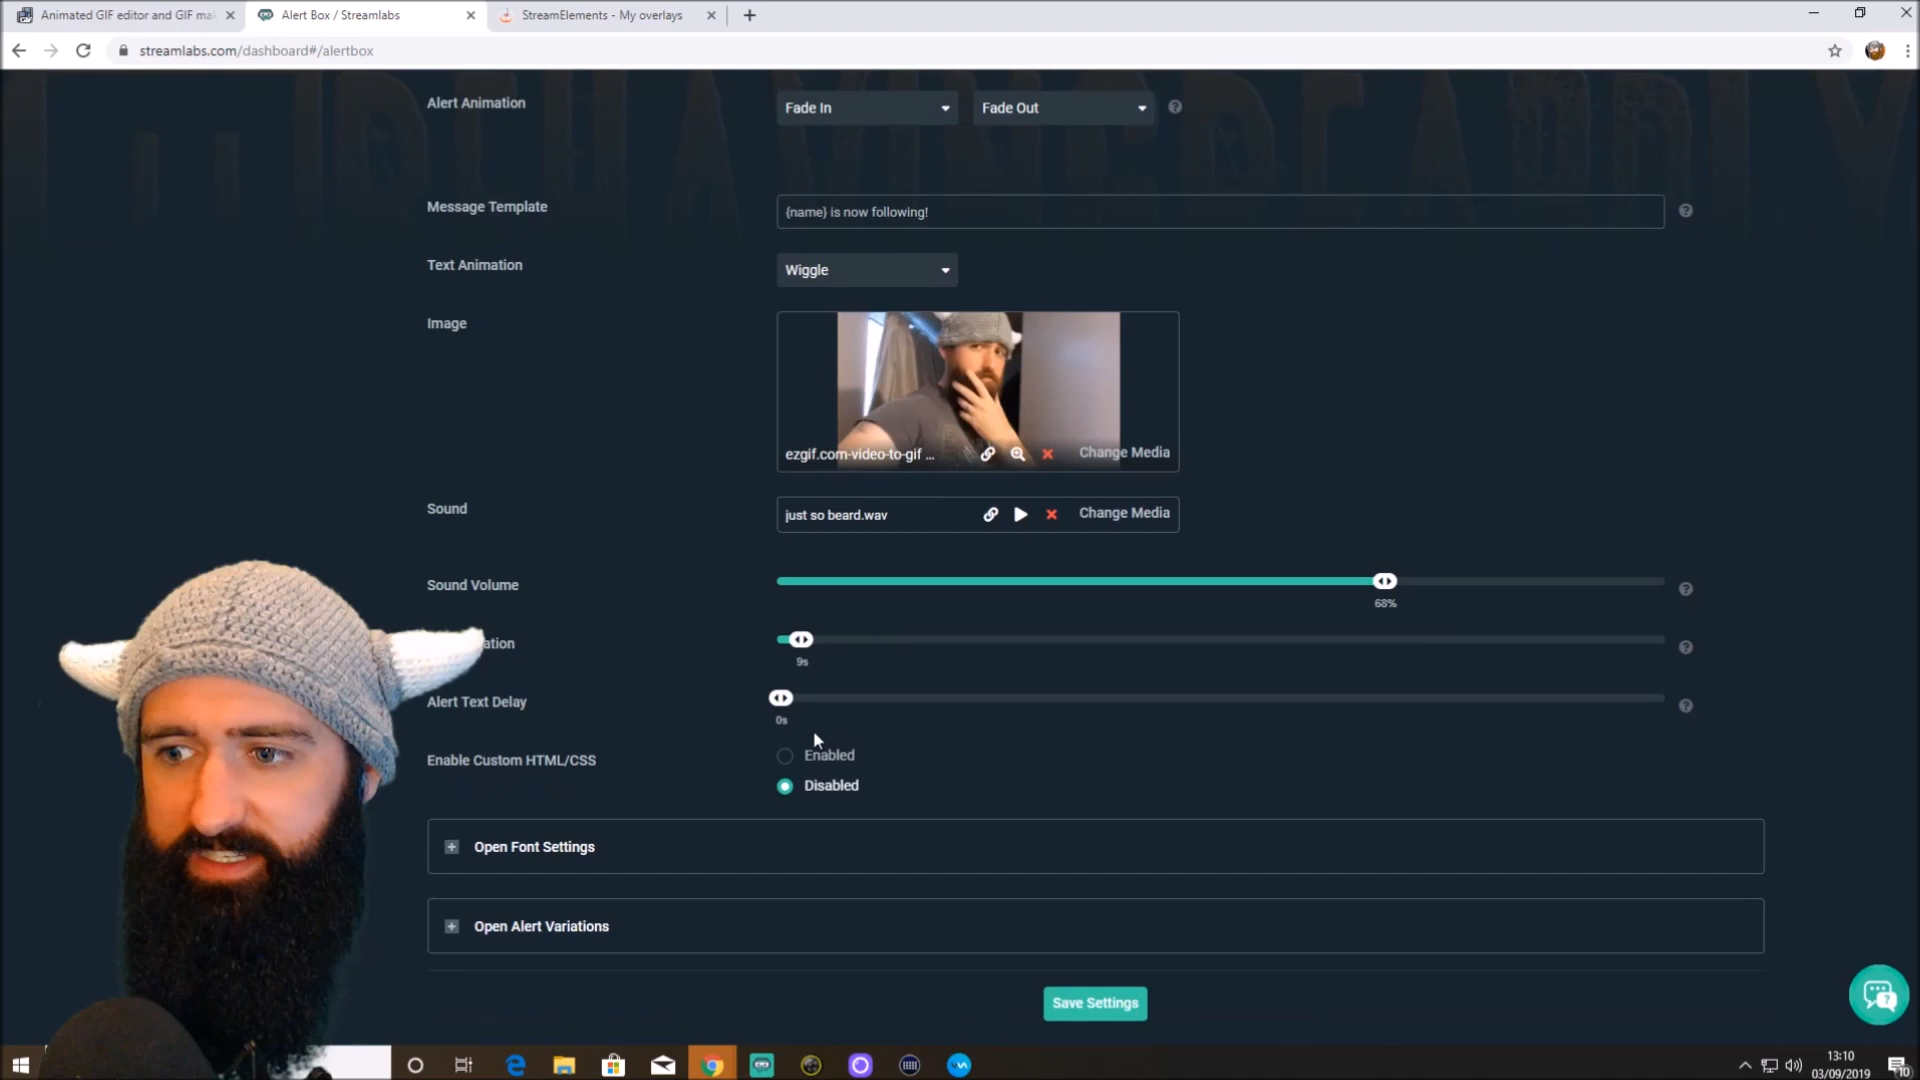 Animated GIF editor and GIF ma
Alert Box / Streamlabs
StreamElements - My overlays
streamlabs.com/dashboard#/alertbox
Alert Animation
Fade In
Fade Out
Message Template
{name} is now following!
Text Animation
Wiggle
Image
ezgif.com-video-to-gif ...
Change Media
Sound
just so beard.wav
Change Media
Sound Volume
68%
ation
9s
Alert Text Delay
0s
Enable Custom HTML/CSS
Enabled
Disabled
Open Font Settings
Open Alert Variations
Save Settings
13:10
03/09/2019
10